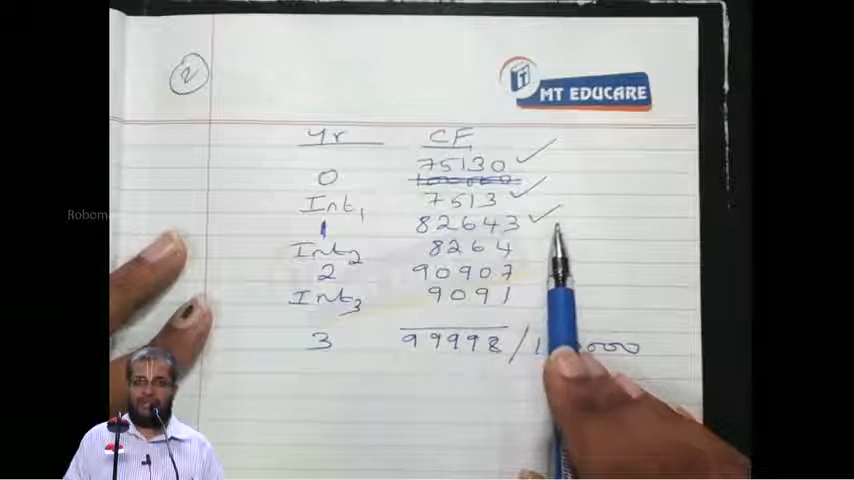 2
MT EDUCARE
Yr CF
75130
0
Int1 7513
1 82643
Int2 8264
2 90907
Int3 9091
3 99998 /
Robom